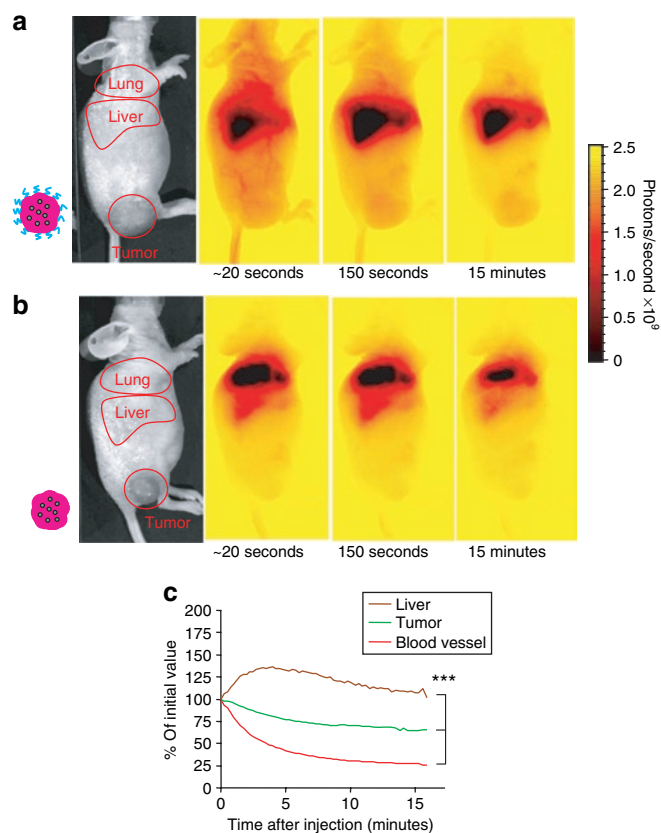 a
Lung
Liver
Tumor
~20 seconds
150 seconds
15 minutes
2.5
2.0
1.5
1.0
0.5
0
Photons/second ×10⁹
b
Lung
Liver
Tumor
~20 seconds
150 seconds
15 minutes
c
Liver
Tumor
Blood vessel
200
175
150
125
100
75
50
25
0
% Of initial value
***
0
5
10
15
Time after injection (minutes)